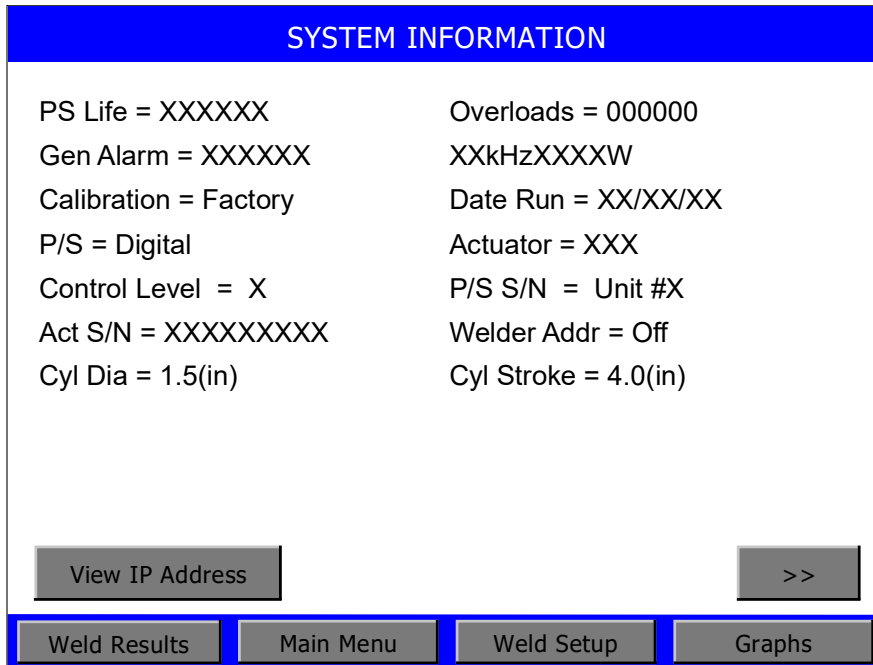 SYSTEM INFORMATION
PS Life = XXXXXX
Overloads = 000000
Gen Alarm = XXXXXX
XXkHzXXXXW
Calibration = Factory
Date Run = XX/XX/XX
P/S = Digital
Actuator = XXX
Control Level = X
P/S S/N = Unit #X
Act S/N = XXXXXXXXX
Welder Addr = Off
Cyl Dia = 1.5(in)
Cyl Stroke = 4.0(in)
View IP Address
>>
Weld Results
Main Menu
Weld Setup
Graphs